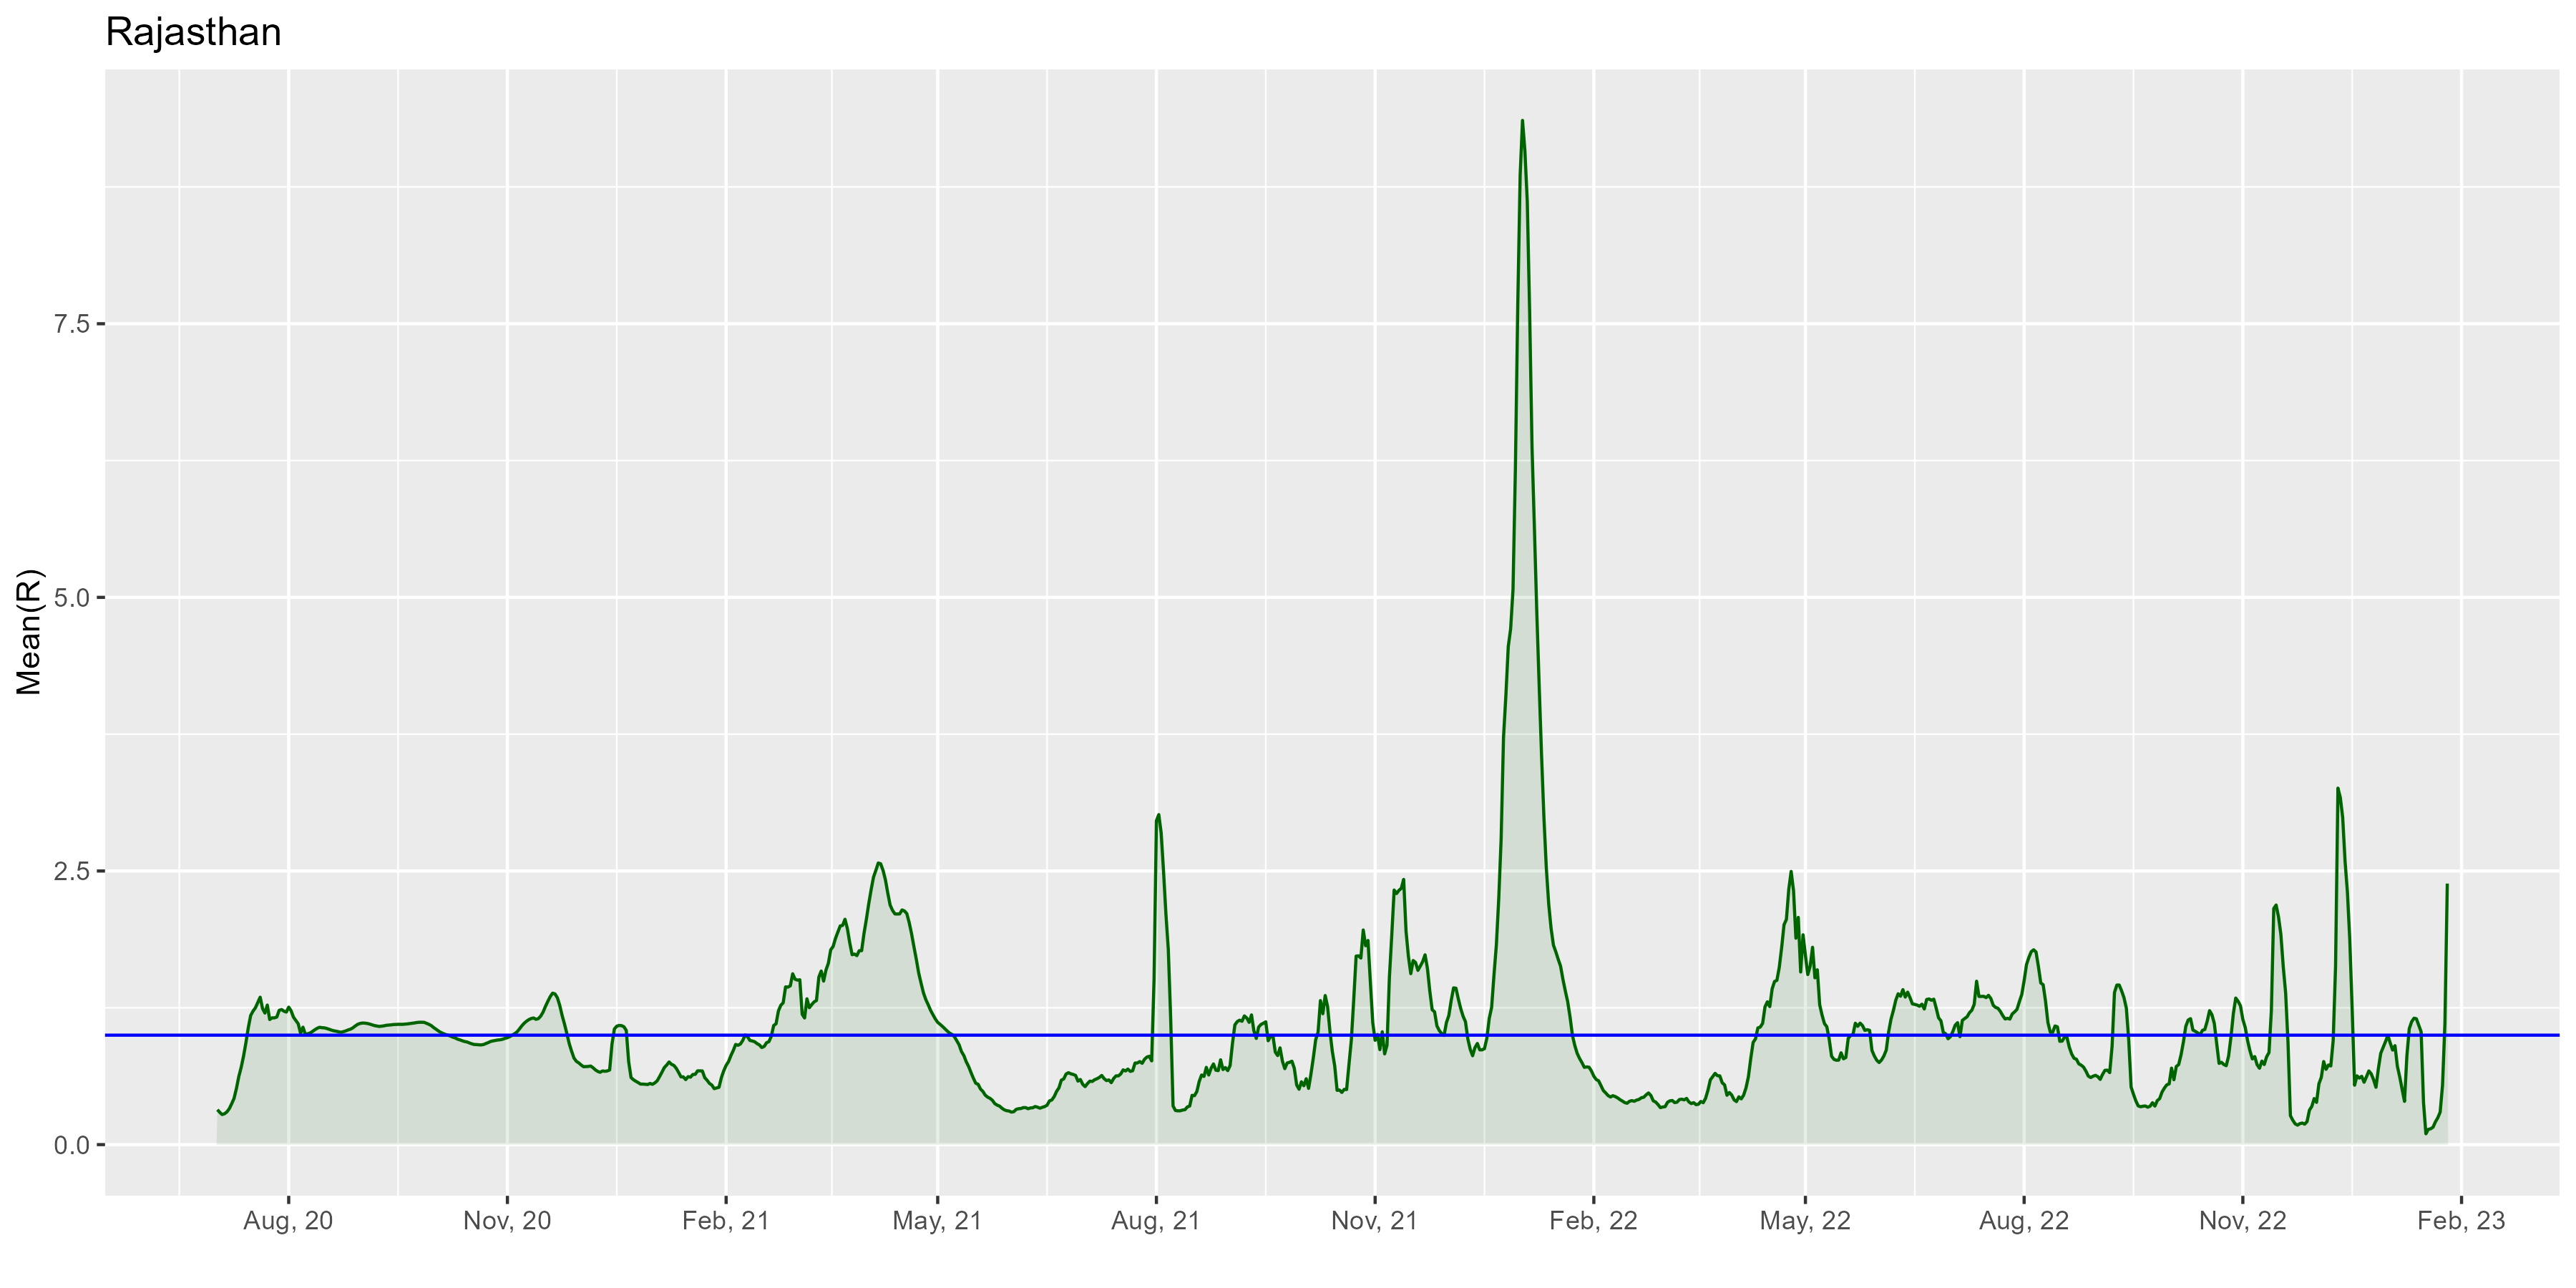 Rajasthan
Mean(R)
7.5
5.0
2.5
0.0
Aug, 20 Nov, 20 Feb, 21 May, 21 Aug, 21 Nov, 21 Feb, 22 May, 22 Aug, 22 Nov, 22 Feb, 23